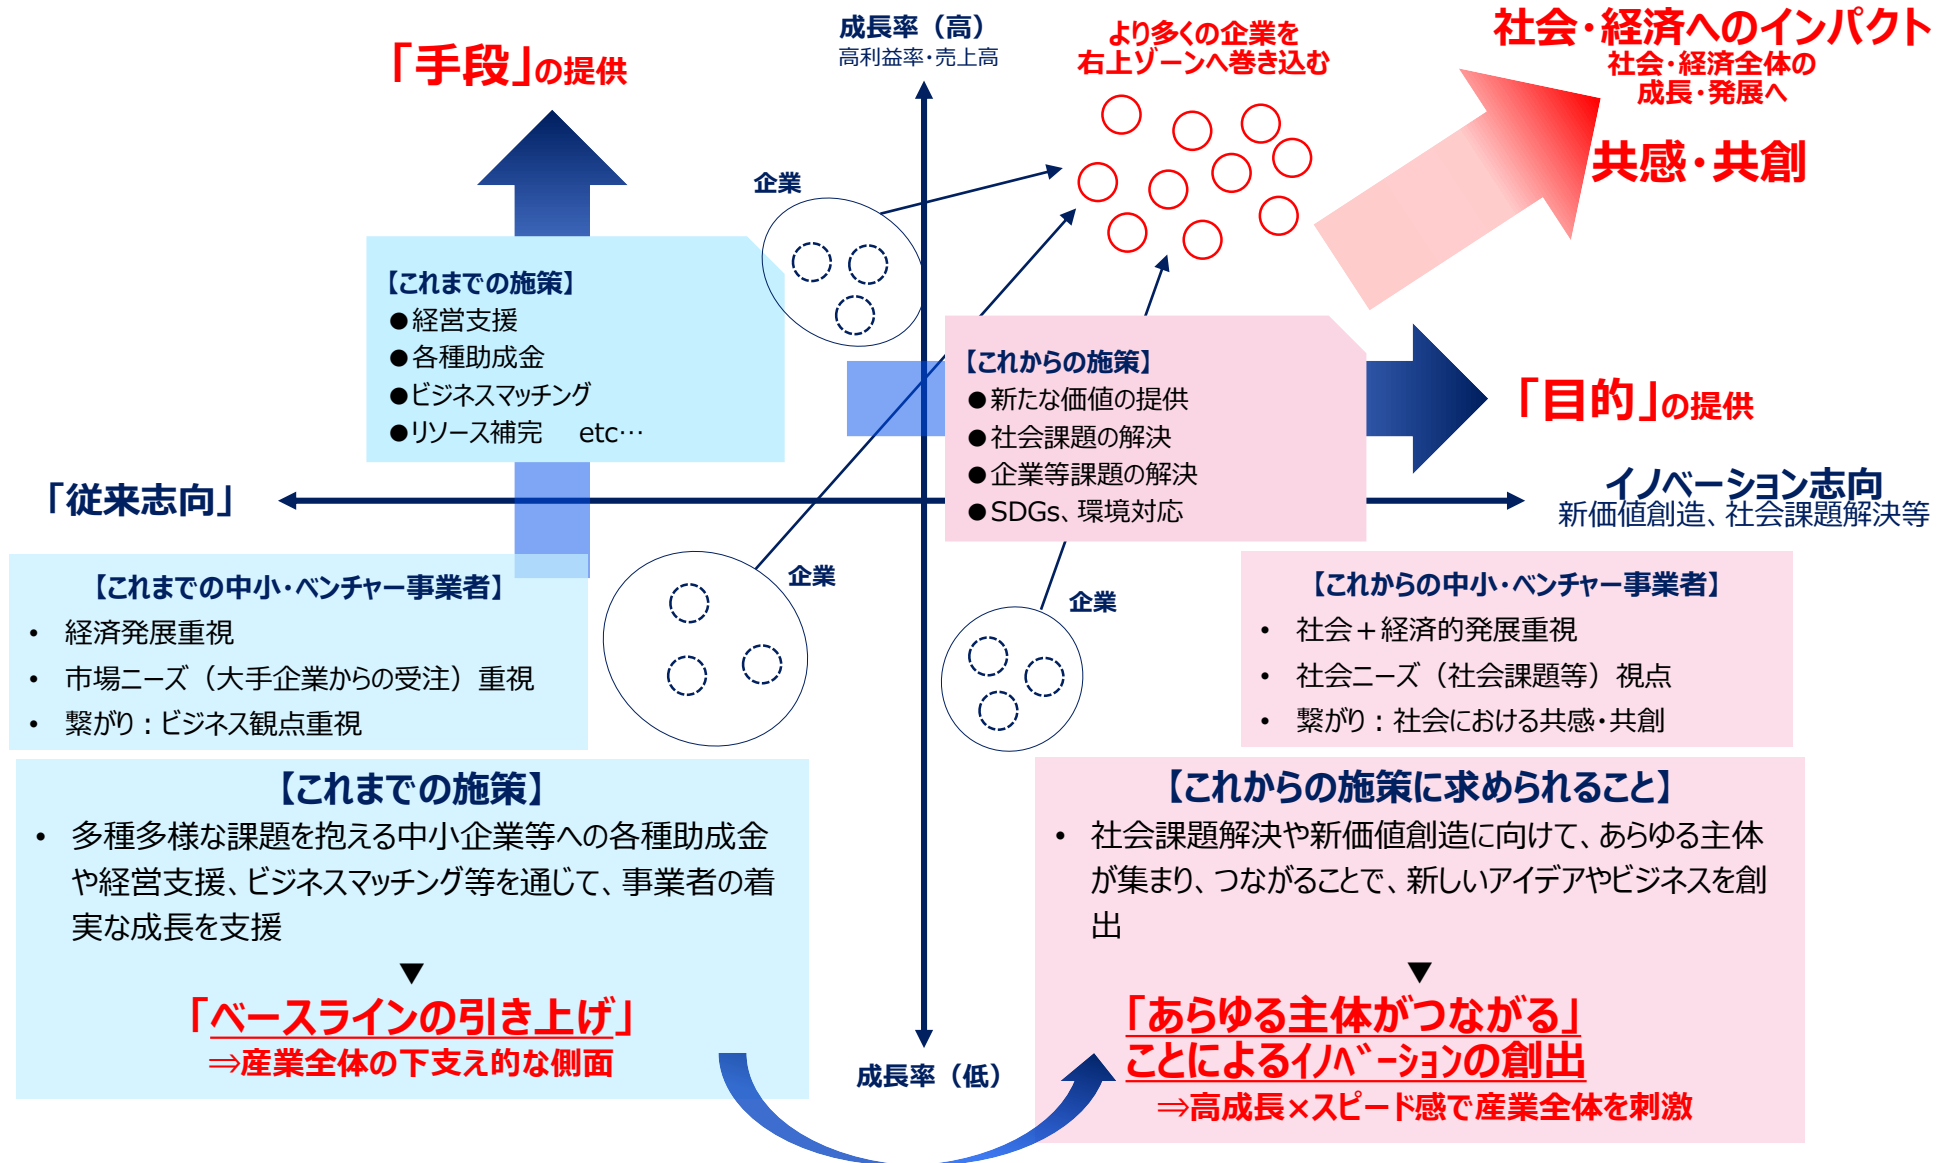 成長率（高）
高利益率・売上高
「手段」の提供
より多くの企業を
右上ゾーンへ巻き込む
社会・経済へのインパクト
社会・経済全体の
成長・発展へ
共感・共創
企業
【これまでの施策】
●経営支援
●各種助成金
●ビジネスマッチング
●リソース補完　etc…
【これからの施策】
●新たな価値の提供
●社会課題の解決
●企業等課題の解決
●SDGs、環境対応
「目的」の提供
「従来志向」
イノベーション志向
新価値創造、社会課題解決等
【これまでの中小・ベンチャー事業者】
• 経済発展重視
• 市場ニーズ（大手企業からの受注）重視
• 繋がり：ビジネス観点重視
企業
企業
【これからの中小・ベンチャー事業者】
• 社会＋経済的発展重視
• 社会ニーズ（社会課題等）視点
• 繋がり：社会における共感・共創
【これまでの施策】
• 多種多様な課題を抱える中小企業等への各種助成金
や経営支援、ビジネスマッチング等を通じて、事業者の着
実な成長を支援
▼
「ベースラインの引き上げ」
⇒産業全体の下支え的な側面
成長率（低）
【これからの施策に求められること】
• 社会課題解決や新価値創造に向けて、あらゆる主体
が集まり、つながることで、新しいアイデアやビジネスを創
出
▼
「あらゆる主体がつながる」
ことによるイノベーションの創出
⇒高成長×スピード感で産業全体を刺激